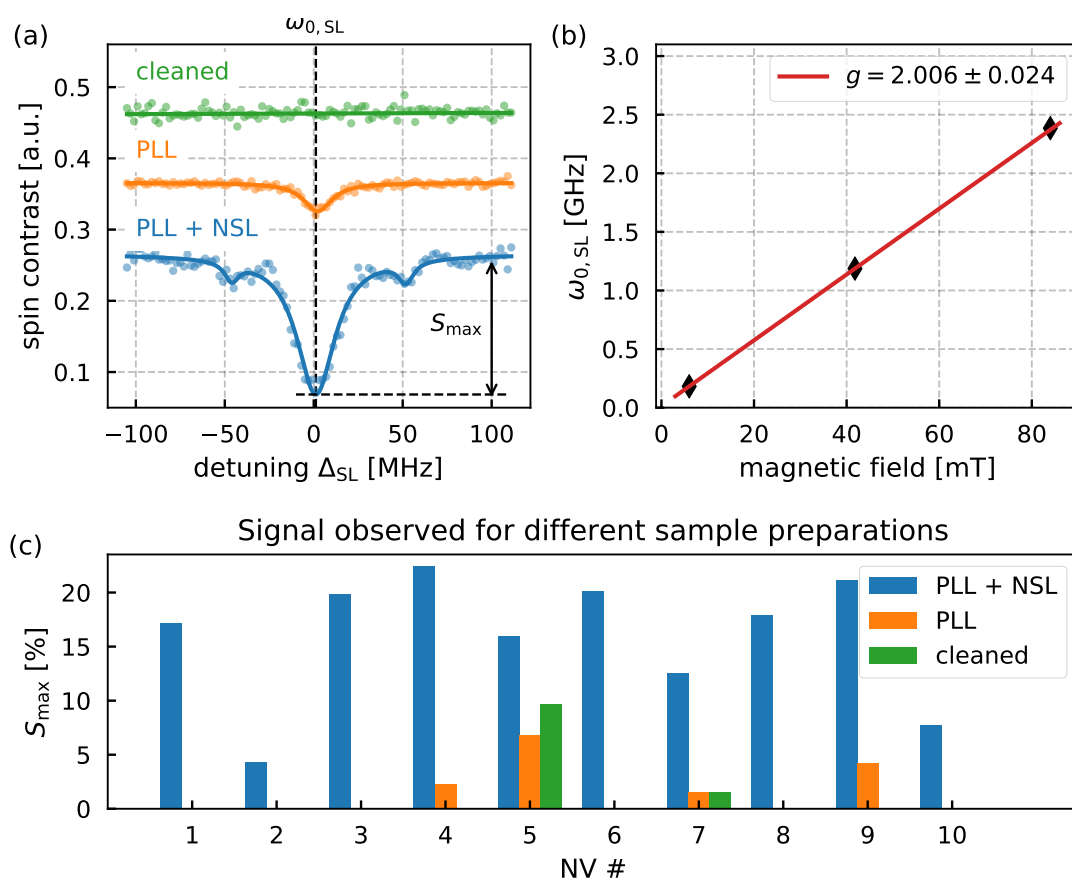 (a)
ω₀, SL
cleaned
PLL
PLL + NSL
Sₘₐₓ
0.5
0.4
0.3
0.2
0.1
spin contrast [a.u.]
−100
−50
0
50
100
detuning Δ_SL [MHz]
(b)
g = 2.006 ± 0.024
3.0
2.5
2.0
1.5
1.0
0.5
0.0
ω₀, SL [GHz]
0
20
40
60
80
magnetic field [mT]
(c)
Signal observed for different sample preparations
PLL + NSL
PLL
cleaned
20
15
10
5
0
Sₘₐₓ [%]
1
2
3
4
5
6
7
8
9
10
NV #